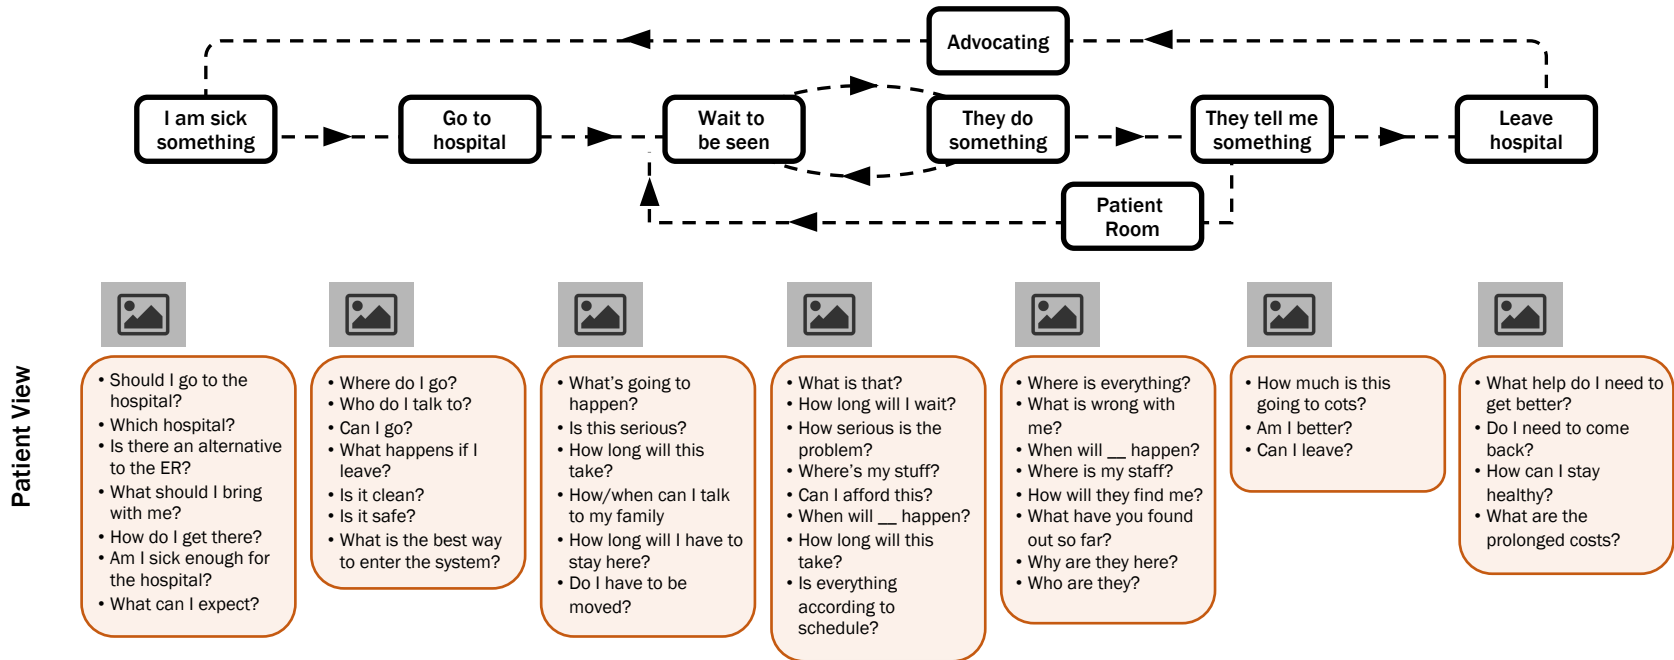 Advocating
I am sick
something
Go to
hospital
Wait to
be seen
They do
something
They tell me
something
Leave
hospital
Patient
Room
Patient View
• Should I go to the
hospital?
• Which hospital?
• Is there an alternative
to the ER?
• What should I bring
with me?
• How do I get there?
• Am I sick enough for
the hospital?
• What can I expect?
• Where do I go?
• Who do I talk to?
• Can I go?
• What happens if I
leave?
• Is it clean?
• Is it safe?
• What is the best way
to enter the system?
• What's going to
happen?
• Is this serious?
• How long will this
take?
• How/when can I talk
to my family
• How long will I have to
stay here?
• Do I have to be
moved?
• What is that?
• How long will I wait?
• How serious is the
problem?
• Where's my stuff?
• Can I afford this?
• When will __ happen?
• How long will this
take?
• Is everything
according to
schedule?
• Where is everything?
• What is wrong with
me?
• When will __ happen?
• Where is my staff?
• How will they find me?
• What have you found
out so far?
• Why are they here?
• Who are they?
• How much is this
going to cots?
• Am I better?
• Can I leave?
• What help do I need to
get better?
• Do I need to come
back?
• How can I stay
healthy?
• What are the
prolonged costs?